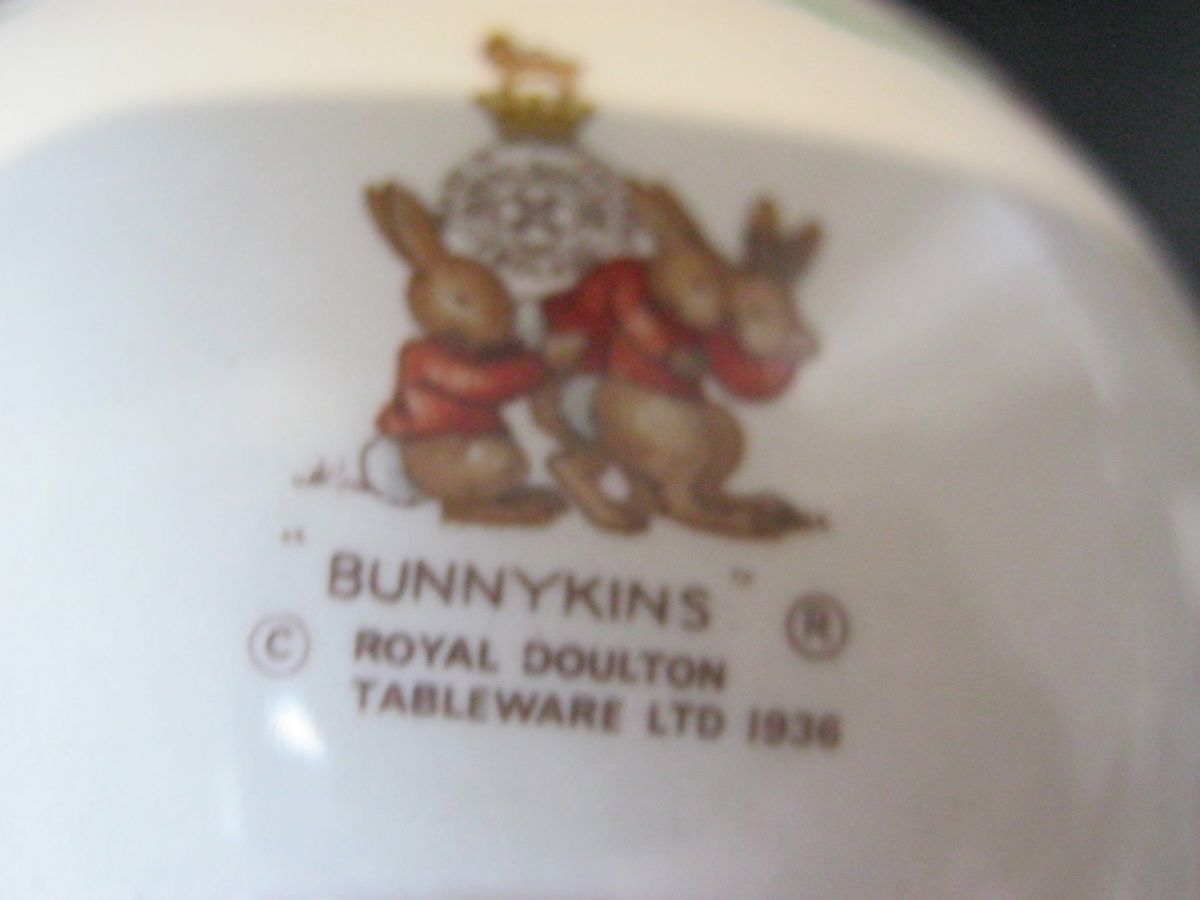 " BUNNYKINS " ®
© ROYAL DOULTON
TABLEWARE LTD 1936